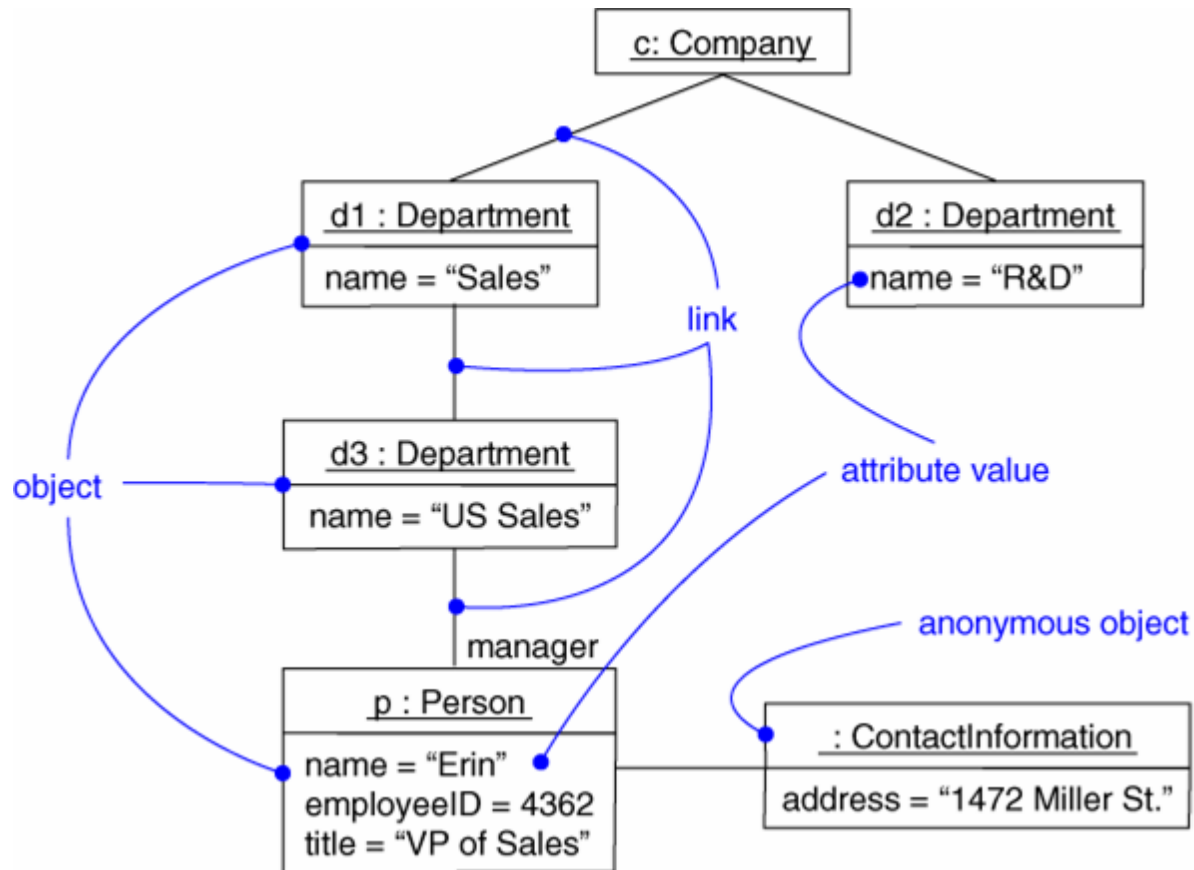 c: Company
d1 : Department
name = “Sales”
d2 : Department
name = “R&D”
link
d3 : Department
name = “US Sales”
object
attribute value
manager
anonymous object
p : Person
name = “Erin”
employeeID = 4362
title = “VP of Sales”
: ContactInformation
address = “1472 Miller St.”